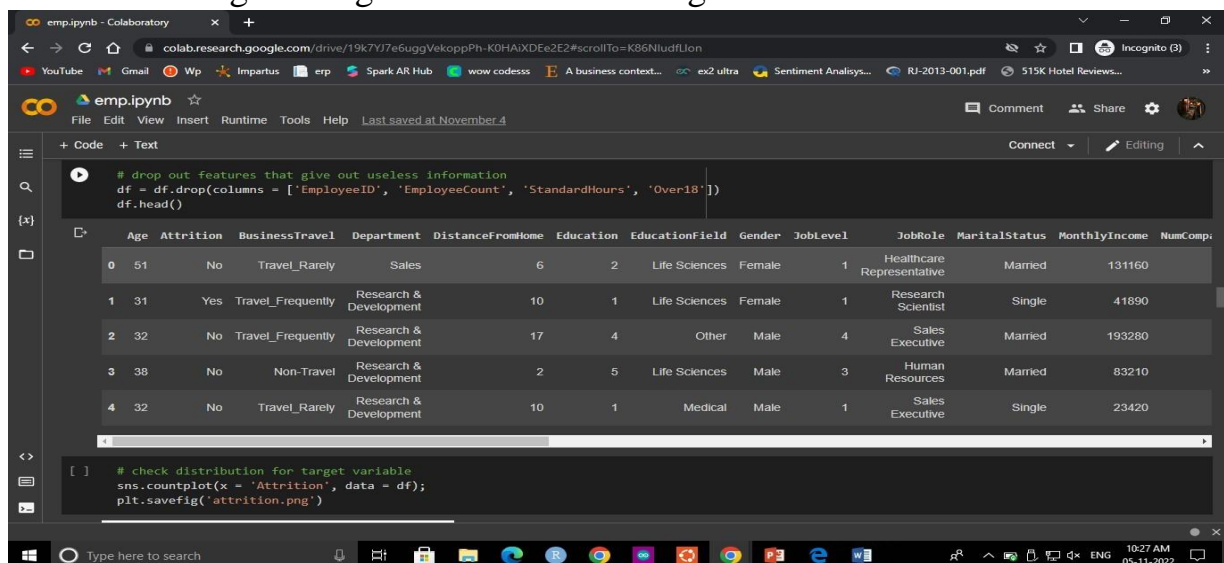 emp.ipynb - Colaboratory
colab.research.google.com/drive/19k7YJ7e6uggVekoppPh-K0HAiXDEe2E2#scrollTo=K86NIudfLIon
Incognito (3)
YouTube Gmail Wp Impartus erp Spark AR Hub wow codesss A business context... ex2 ultra Sentiment Analisys... RJ-2013-001.pdf 515K Hotel Reviews... »
emp.ipynb
Comment Share
File Edit View Insert Runtime Tools Help Last saved at November 4
+ Code + Text
Connect Editing
# drop out features that give out useless information
df = df.drop(columns = ['EmployeeID', 'EmployeeCount', 'StandardHours', 'Over18'])
df.head()
Age Attrition BusinessTravel Department DistanceFromHome Education EducationField Gender JobLevel JobRole MaritalStatus MonthlyIncome NumCompa
0 51 No Travel_Rarely Sales 6 2 Life Sciences Female 1 Healthcare Representative Married 131160
1 31 Yes Travel_Frequently Research & Development 10 1 Life Sciences Female 1 Research Scientist Single 41890
2 32 No Travel_Frequently Research & Development 17 4 Other Male 4 Sales Executive Married 193280
3 38 No Non-Travel Research & Development 2 5 Life Sciences Male 3 Human Resources Married 83210
4 32 No Travel_Rarely Research & Development 10 1 Medical Male 1 Sales Executive Single 23420
[ ] # check distribution for target variable
sns.countplot(x = 'Attrition', data = df);
plt.savefig('attrition.png')
Type here to search
ENG 10:27 AM
05-11-2022